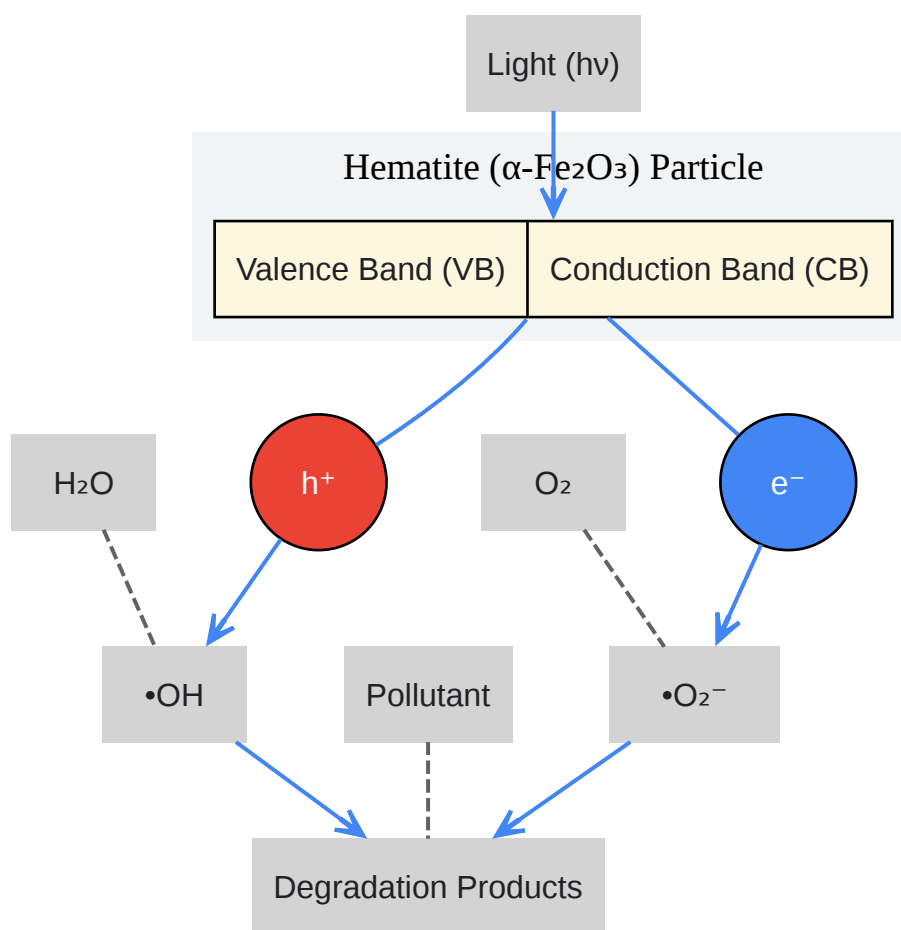 Light (hν)
Hematite (α-Fe₂O₃) Particle
Valence Band (VB)
Conduction Band (CB)
H₂O
h⁺
O₂
e⁻
•OH
Pollutant
•O₂⁻
Degradation Products